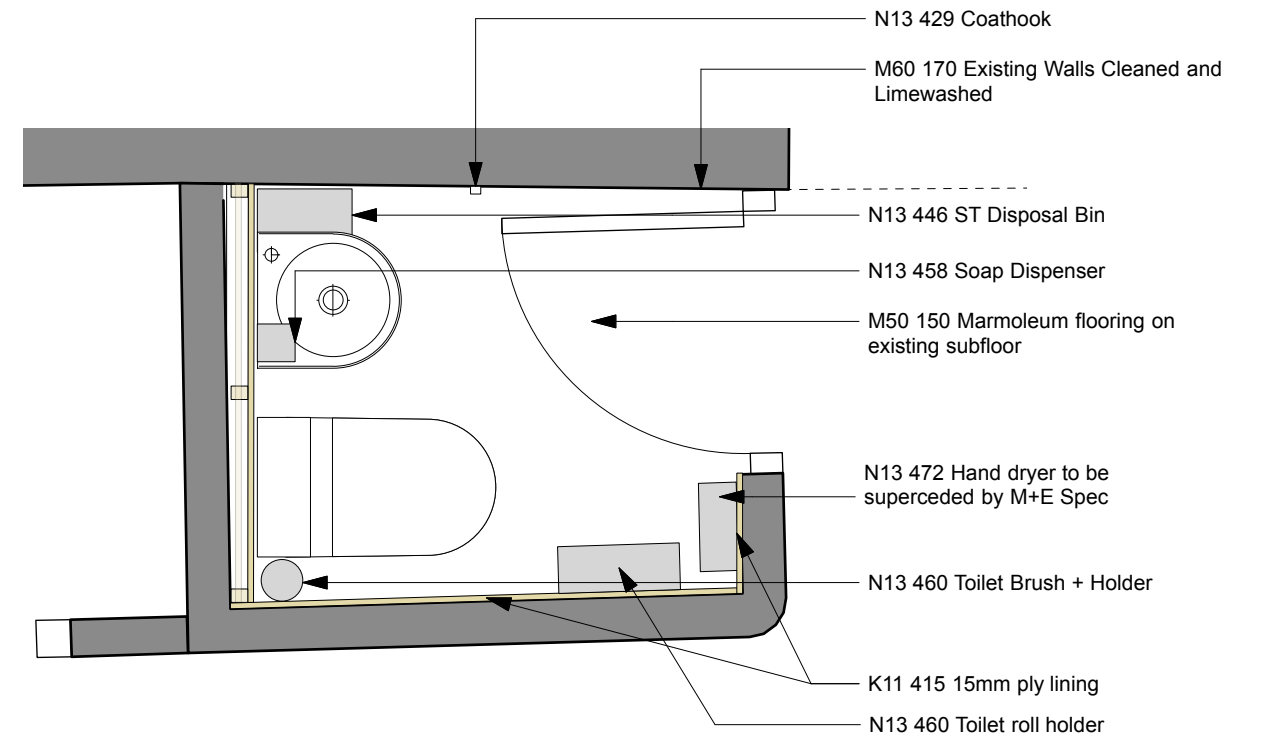 N13 429 Coathook
M60 170 Existing Walls Cleaned and
Limewashed
N13 446 ST Disposal Bin
N13 458 Soap Dispenser
M50 150 Marmoleum flooring on
existing subfloor
N13 472 Hand dryer to be
superceded by M+E Spec
N13 460 Toilet Brush + Holder
K11 415 15mm ply lining
N13 460 Toilet roll holder